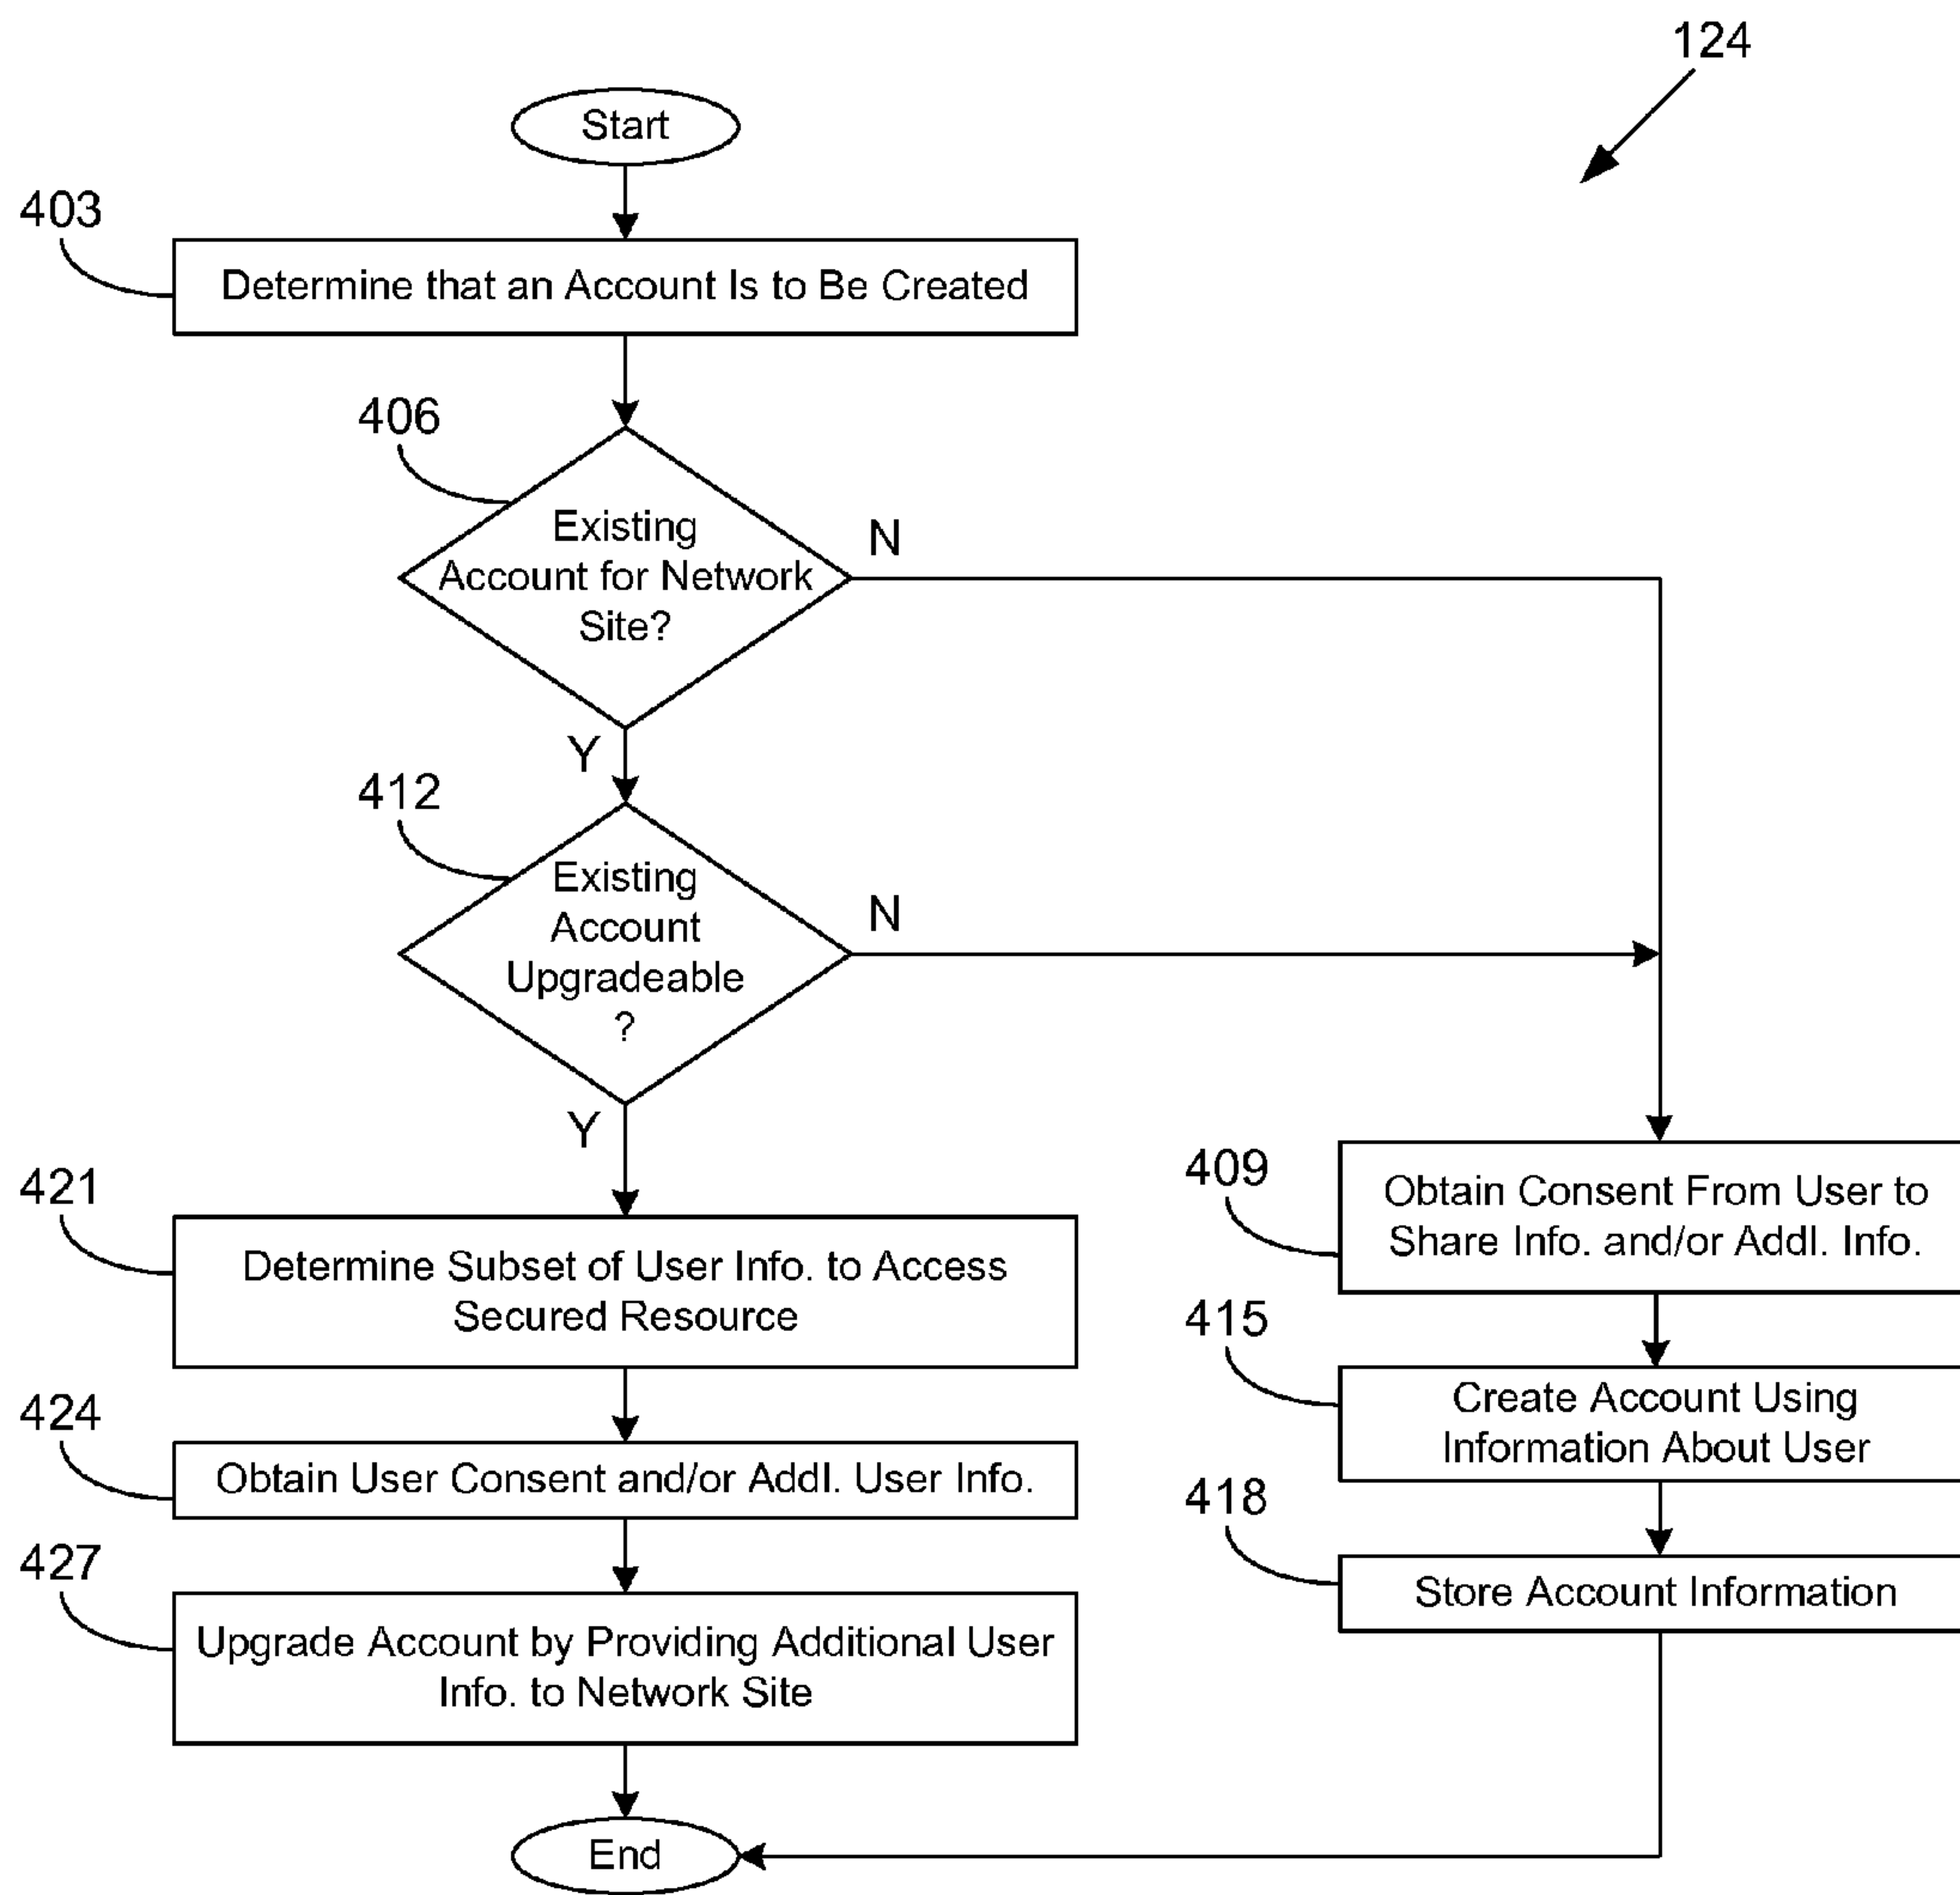 124
Start
403
Determine that an Account Is to Be Created
406
Existing
Account for Network
Site?
N
Y
412
Existing
Account
Upgradeable
?
N
Y
421
Determine Subset of User Info. to Access
Secured Resource
424
Obtain User Consent and/or Addl. User Info.
427
Upgrade Account by Providing Additional User
Info. to Network Site
End
409
Obtain Consent From User to
Share Info. and/or Addl. Info.
415
Create Account Using
Information About User
418
Store Account Information